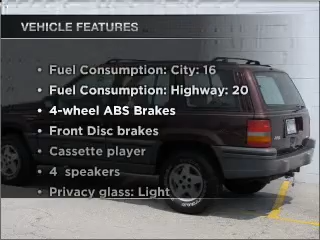 VEHICLE FEATURES
• Fuel Consumption: City: 16
• Fuel Consumption: Highway: 20
• 4-wheel ABS Brakes
• Front Disc brakes
• Cassette player
• 4 speakers
• Privacy glass: Light